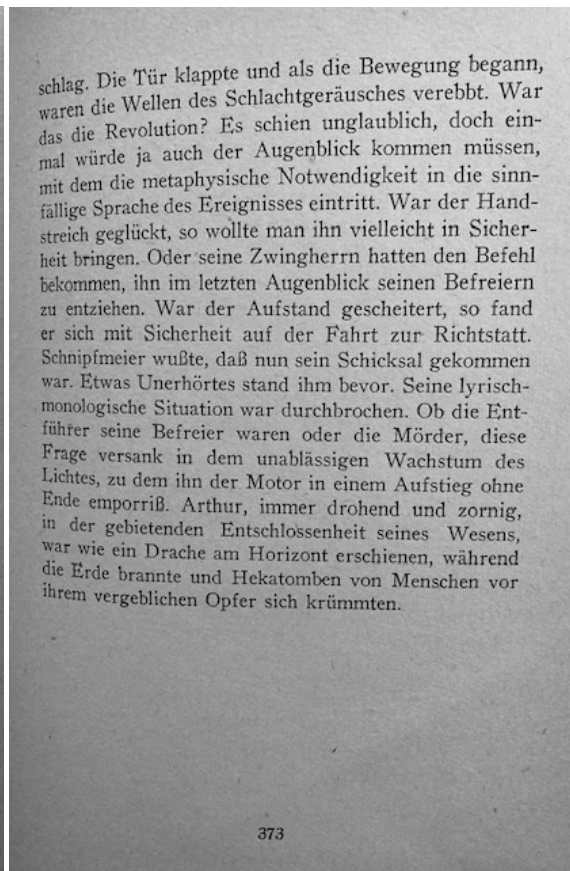 schlag. Die Tür klappte und als die Bewegung begann,
waren die Wellen des Schlachtgeräusches verebbt. War
das die Revolution? Es schien unglaublich, doch ein-
mal würde ja auch der Augenblick kommen müssen,
mit dem die metaphysische Notwendigkeit in die sinn-
fällige Sprache des Ereignisses eintritt. War der Hand-
streich geglückt, so wollte man ihn vielleicht in Sicher-
heit bringen. Oder seine Zwingherrn hatten den Befehl
bekommen, ihn im letzten Augenblick seinen Befreiern
zu entziehen. War der Aufstand gescheitert, so fand
er sich mit Sicherheit auf der Fahrt zur Richtstatt.
Schnipfmeier wußte, daß nun sein Schicksal gekommen
war. Etwas Unerhörtes stand ihm bevor. Seine lyrisch-
monologische Situation war durchbrochen. Ob die Ent-
führer seine Befreier waren oder die Mörder, diese
Frage versank in dem unablässigen Wachstum des
Lichtes, zu dem ihn der Motor in einem Aufstieg ohne
Ende emporriß. Arthur, immer drohend und zornig,
in der gebietenden Entschlossenheit seines Wesens,
war wie ein Drache am Horizont erschienen, während
die Erde brannte und Hekatomben von Menschen vor
ihrem vergeblichen Opfer sich krümmten.
373